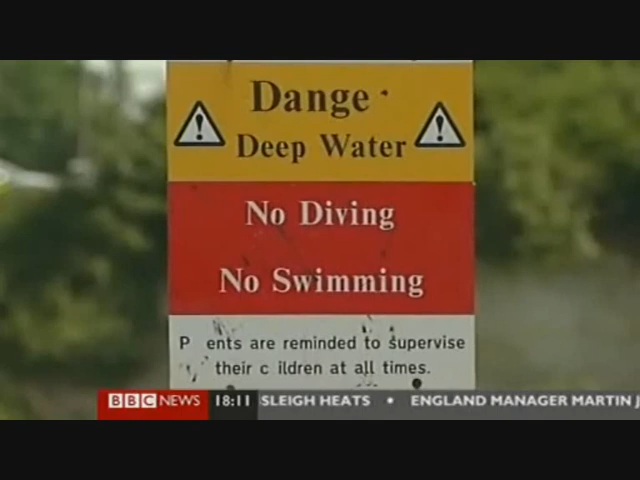 Dange
Deep Water
No Diving
No Swimming
P ents are reminded to supervise
their c ildren at all times.
BBC NEWS 18:11 SLEIGH HEATS • ENGLAND MANAGER MARTIN J